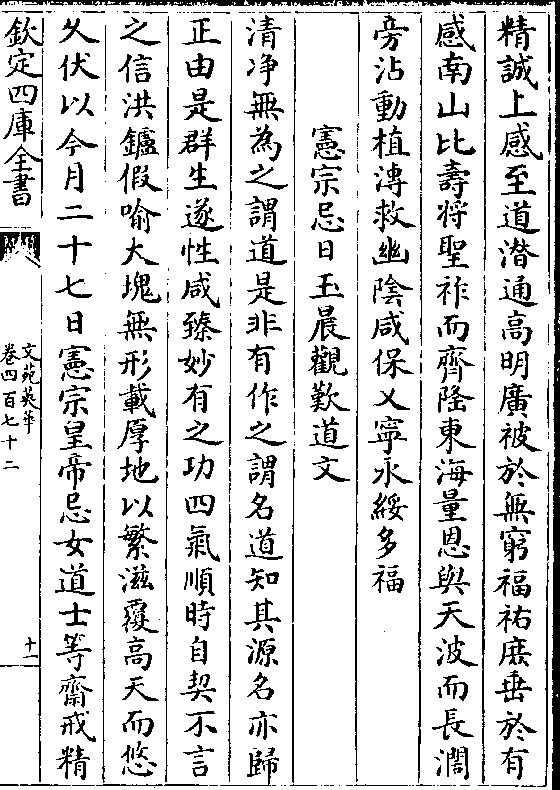 精誠上感至道潛通高明廣被於無窮福祐庶垂於有
感南山比壽將聖祚而齊隆東海量恩與天波而長濶
旁沾動植溥救幽陰咸保乂寧永綏多福
憲宗忌日玉晨觀歎道文
清净無為之謂道是非有作之謂名道知其源名亦歸
正由是群生遂性咸臻妙有之功四氣順時自契不言
之信洪鑪假喻大塊無形載厚地以繁滋覆高天而悠
久伏以今月二十七日憲宗皇帝忌女道士等齋戒精
欽定四庫全書
文苑英華
卷四百七十二
十一